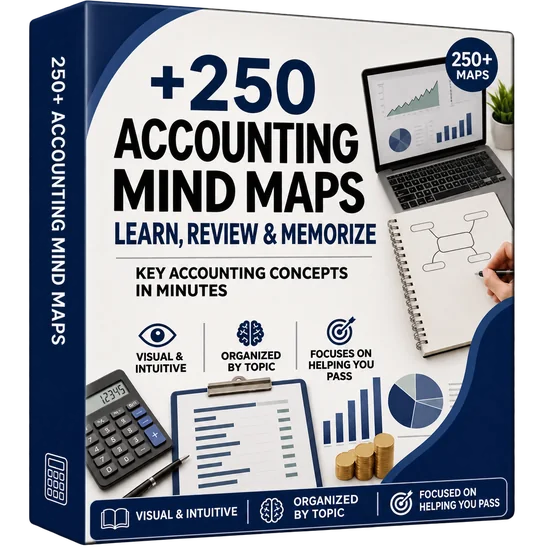 250+ ACCOUNTING MIND MAPS
+250
ACCOUNTING
MIND MAPS
LEARN, REVIEW & MEMORIZE
KEY ACCOUNTING CONCEPTS
IN MINUTES
250+
MAPS
VISUAL &
INTUITIVE
ORGANIZED
BY TOPIC
FOCUSES ON
HELPING YOU
PASS
12345
VISUAL & INTUITIVE
ORGANIZED
BY TOPIC
FOCUSED ON
HELPING YOU PASS